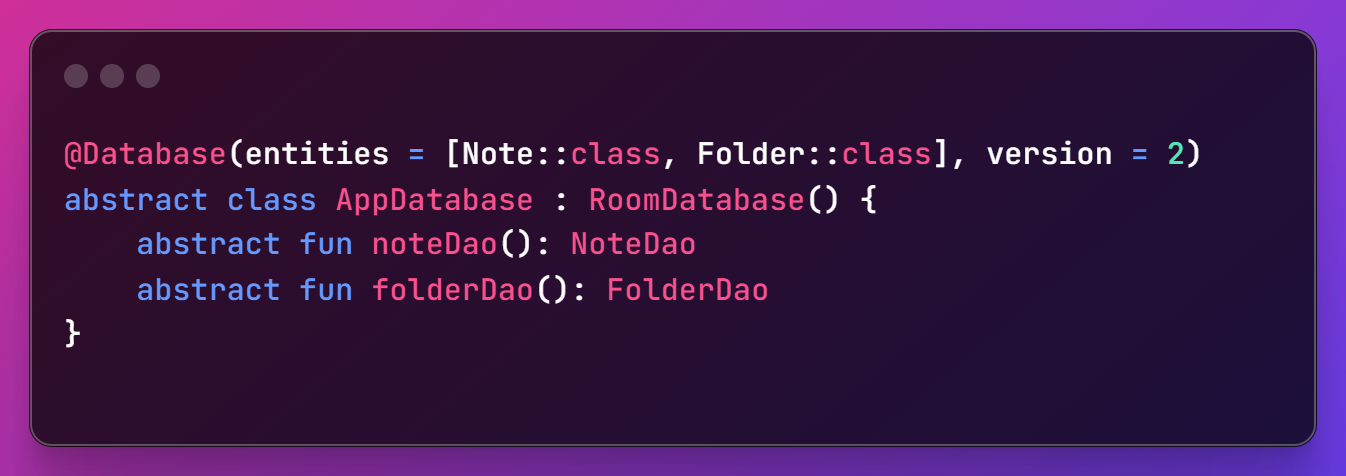 @Database(entities = [Note::class, Folder::class], version = 2)
abstract class AppDatabase : RoomDatabase() {
    abstract fun noteDao(): NoteDao
    abstract fun folderDao(): FolderDao
}